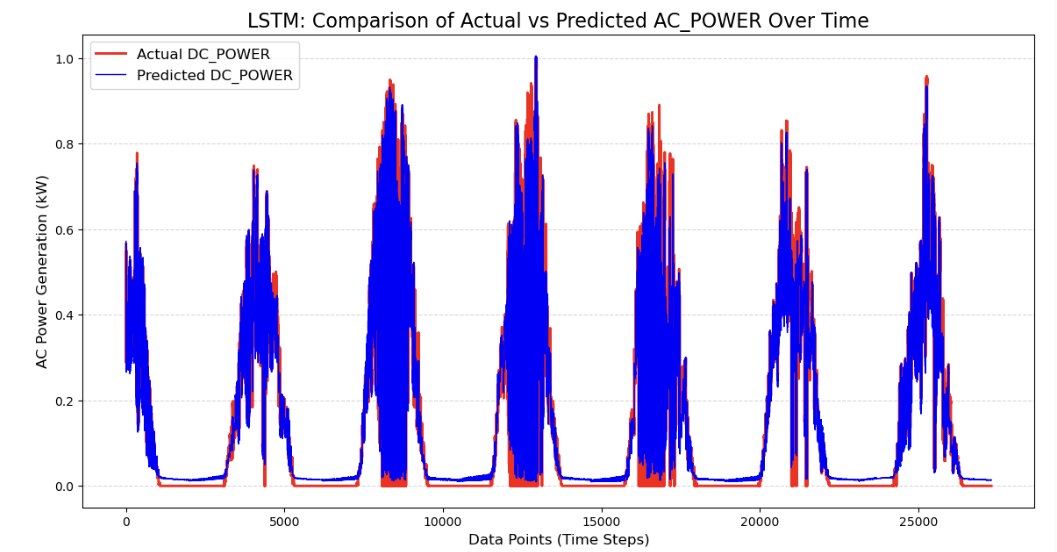 LSTM: Comparison of Actual vs Predicted AC_POWER Over Time
Actual DC_POWER
Predicted DC_POWER
AC Power Generation (kW)
1.0
0.8
0.6
0.4
0.2
0.0
0
5000
10000
15000
20000
25000
Data Points (Time Steps)